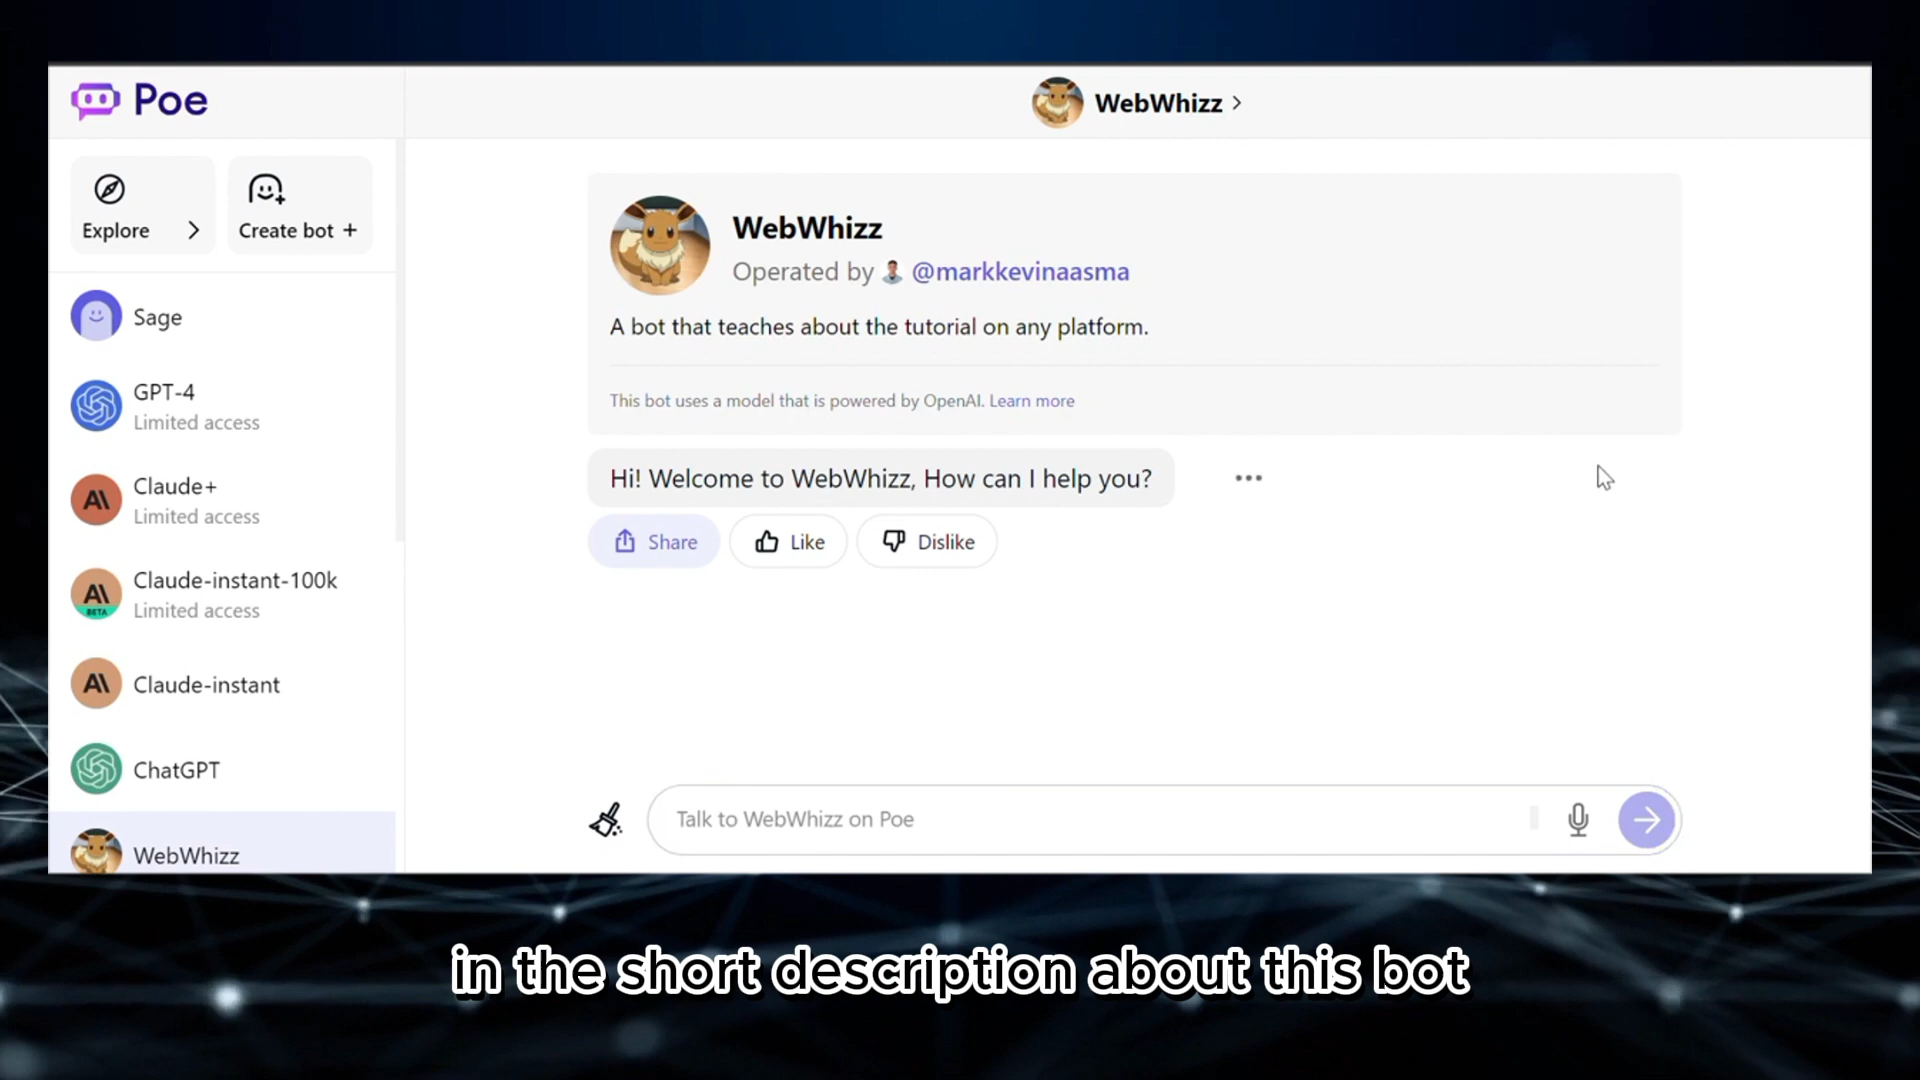 Poe
WebWhizz
Explore
Create bot +
Sage
GPT-4
Limited access
Claude+
Limited access
Claude-instant-100k
BETA
Limited access
Claude-instant
ChatGPT
WebWhizz
WebWhizz
Operated by @markkevinaasma
A bot that teaches about the tutorial on any platform.
This bot uses a model that is powered by OpenAI. Learn more
Hi! Welcome to WebWhizz, How can I help you?
Share Like Dislike
Talk to WebWhizz on Poe
in the short description about this bot